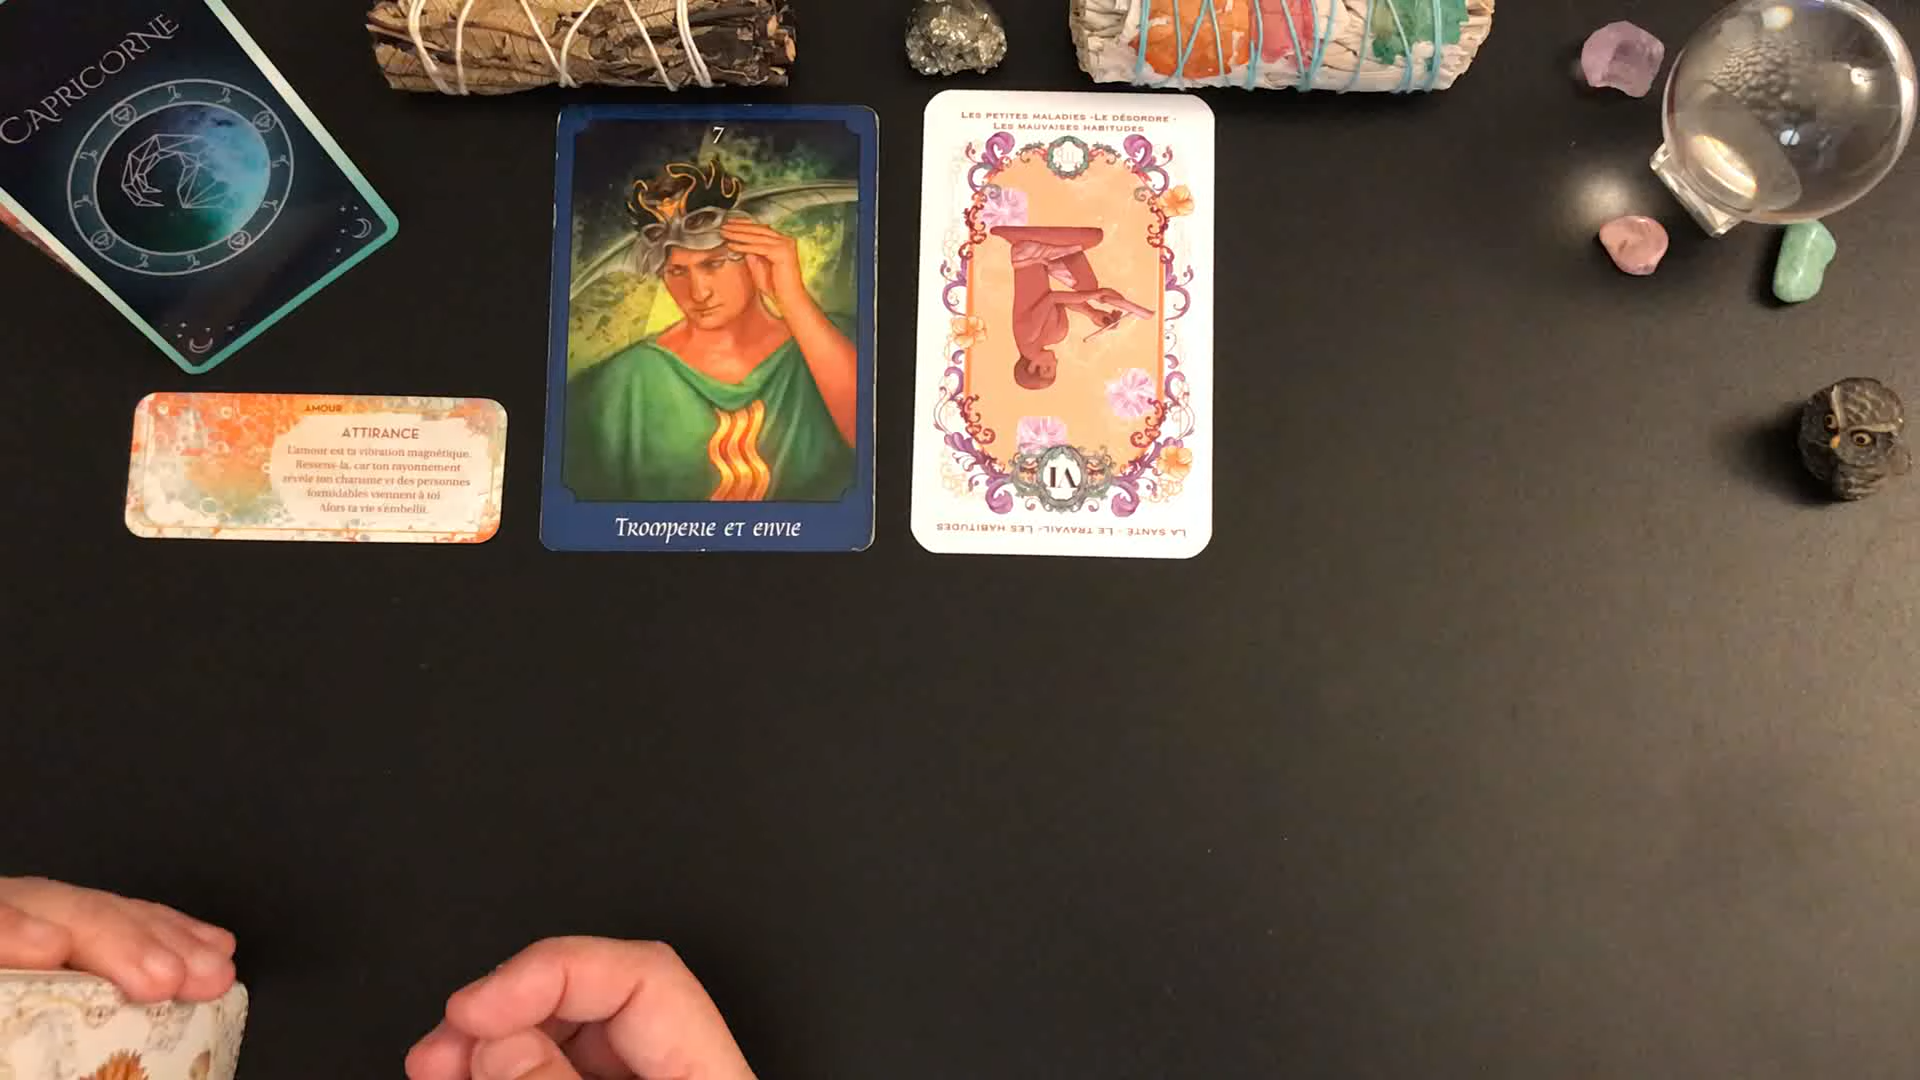 CAPRICORNE
AMOUR
ATTIRANCE
L'amour est ta vibration magnétique.
Ressens-la, car ton rayonnement
révèle ton charisme et des personnes
formidables viennent à toi
Alors ta vie s'embellit.
7
TROMPERIE ET ENVIE
LES PETITES MALADIES -LE DÉSORDRE -
LES MAUVAISES HABITUDES
VI
LA SANTÉ - LE TRAVAIL- LES HABITUDES